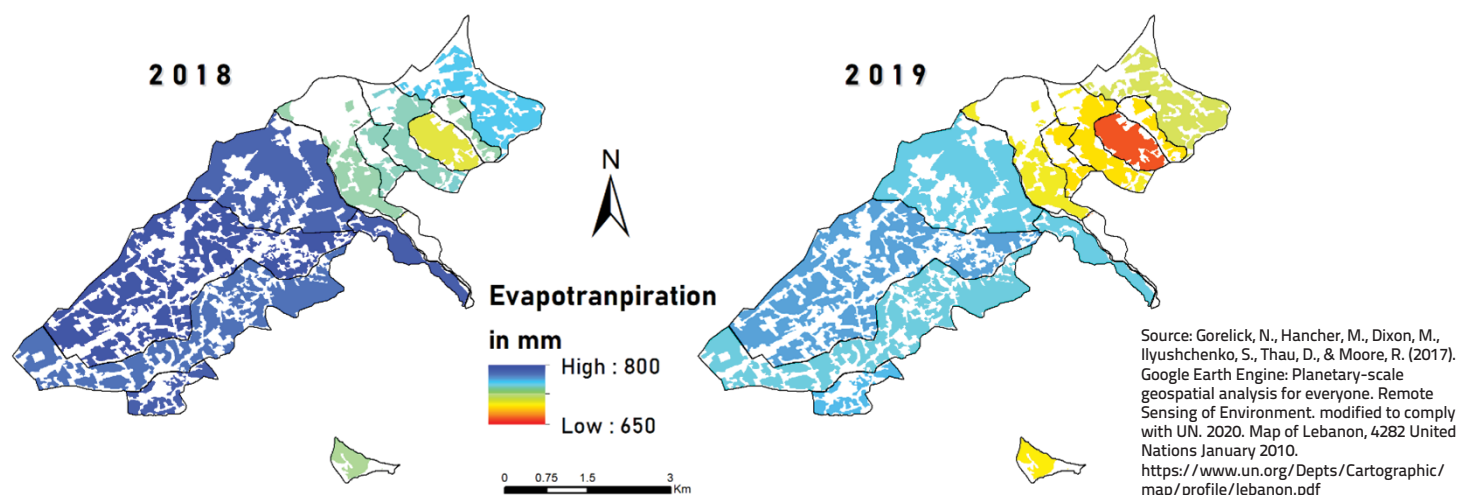 2018
2019
N
Evapotranpiration
in mm
High : 800
Low : 650
0 0.75 1.5 3
Km
Source: Gorelick, N., Hancher, M., Dixon, M.,
Ilyushchenko, S., Thau, D., & Moore, R. (2017).
Google Earth Engine: Planetary-scale
geospatial analysis for everyone. Remote
Sensing of Environment. modified to comply
with UN. 2020. Map of Lebanon, 4282 United
Nations January 2010.
https://www.un.org/Depts/Cartographic/
map/profile/lebanon.pdf